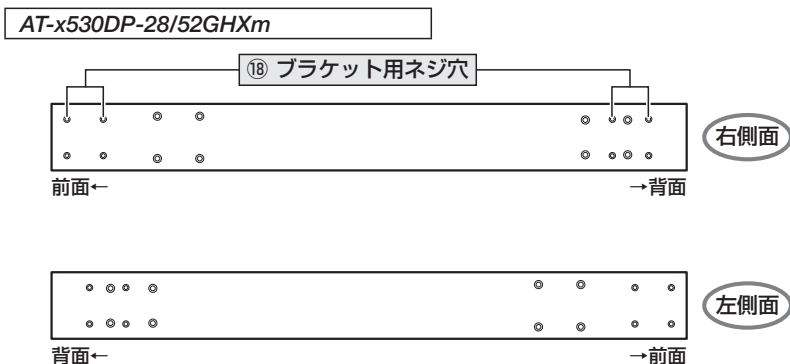 AT-x530DP-28/52GHXm
⑱ ブラケット用ネジ穴
右側面
前面← →背面
左側面
背面← →前面